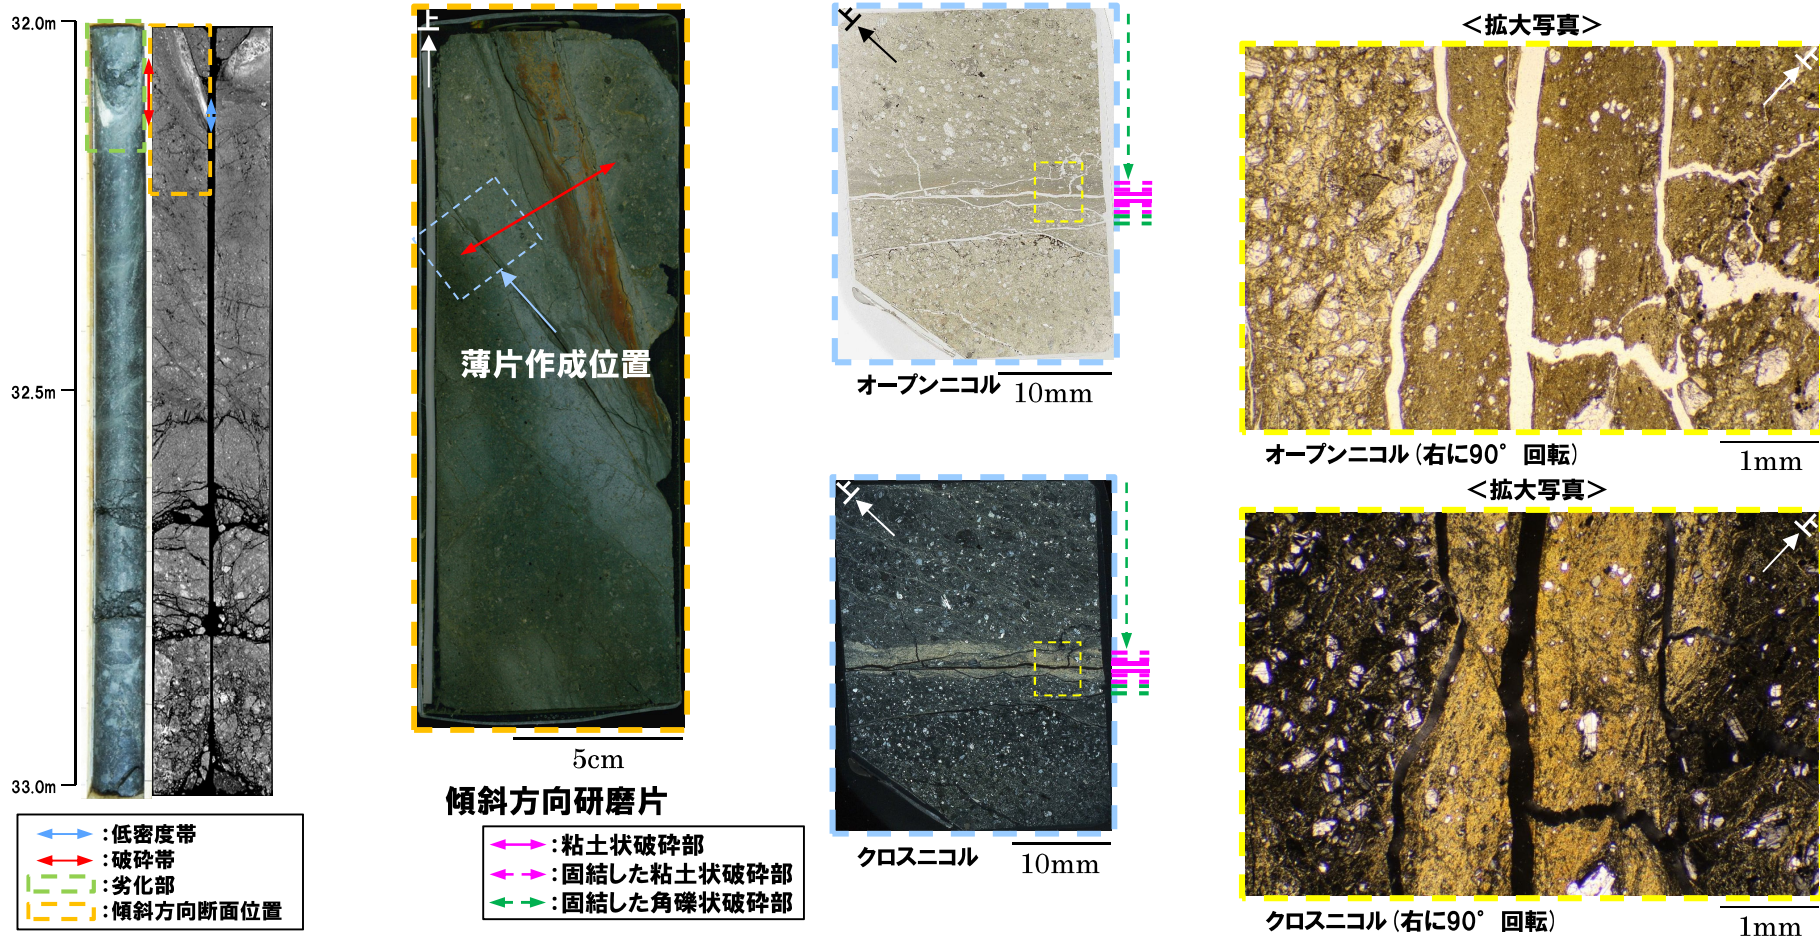 32.0m
32.5m
33.0m
:低密度帯
:破砕帯
:劣化部
:傾斜方向断面位置
上
薄片作成位置
5cm
傾斜方向研磨片
:粘土状破砕部
:固結した粘土状破砕部
:固結した角礫状破砕部
上
オープンニコル
10mm
上
クロスニコル
10mm
<拡大写真>
上
オープンニコル(右に90°回転)
1mm
<拡大写真>
上
クロスニコル(右に90°回転)
1mm